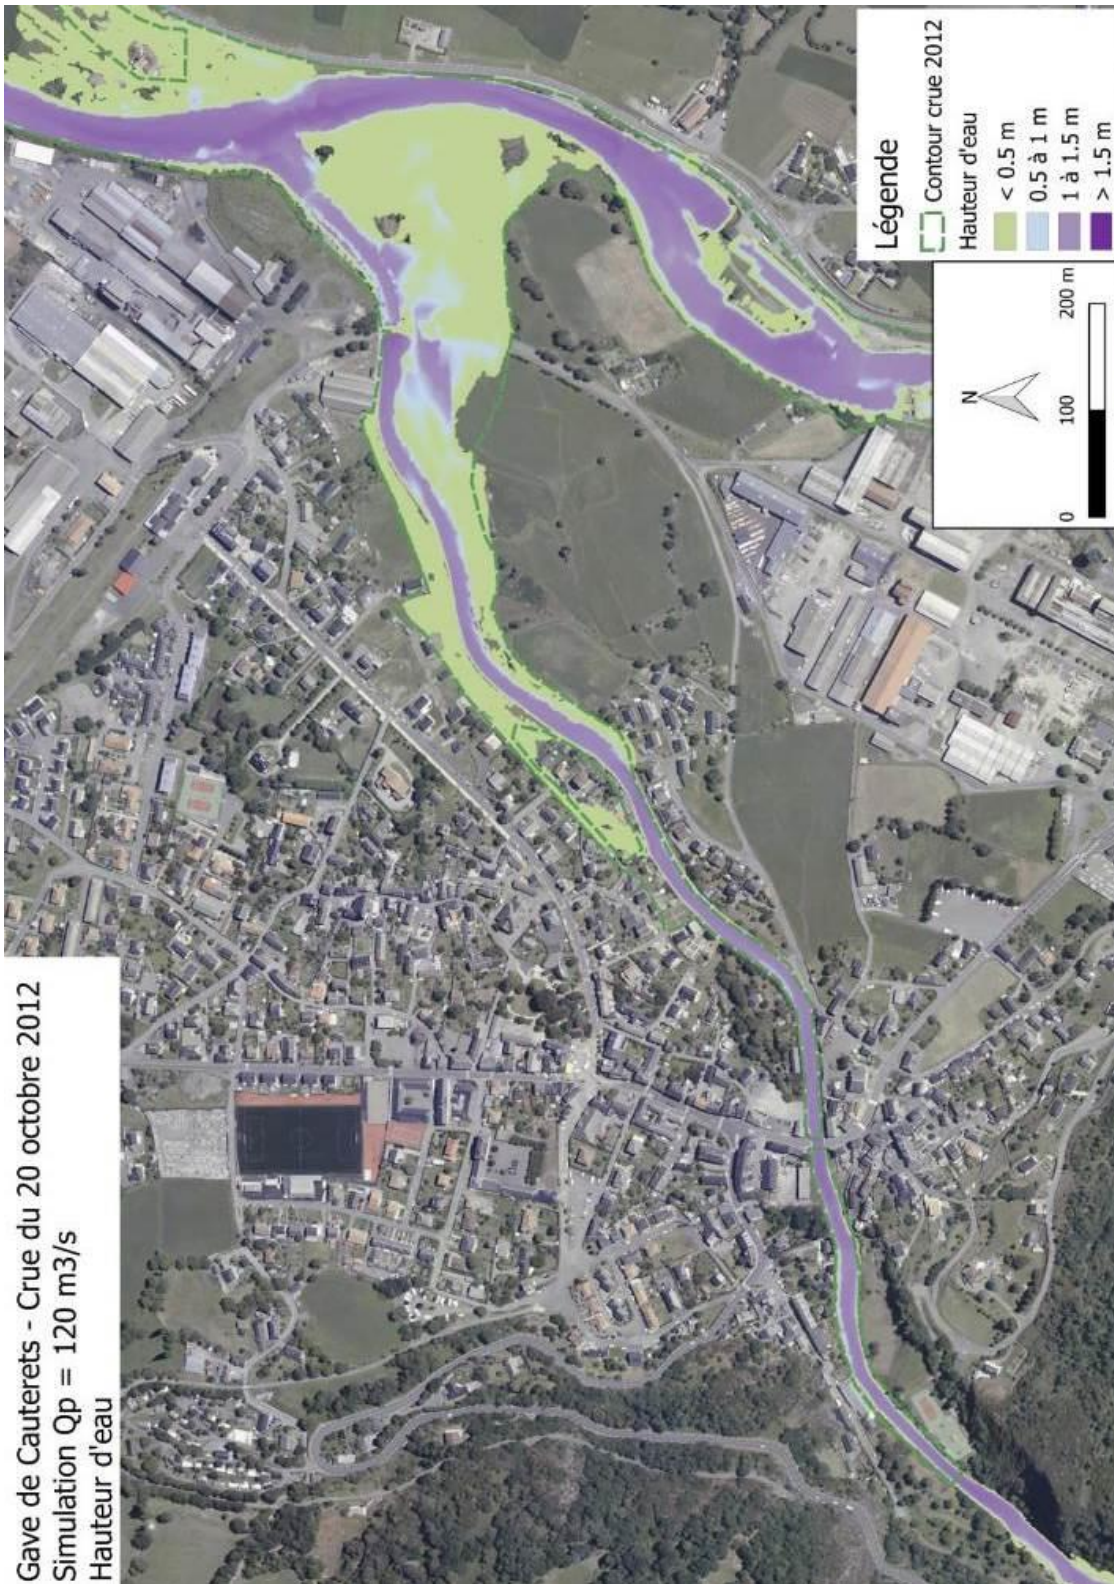 Gave de Cauterets - Crue du 20 octobre 2012
Simulation Qp = 120 m3/s
Hauteur d'eau
Légende
Contour crue 2012
Hauteur d'eau
< 0.5 m
0.5 à 1 m
1 à 1.5 m
> 1.5 m
N
0 100 200 m